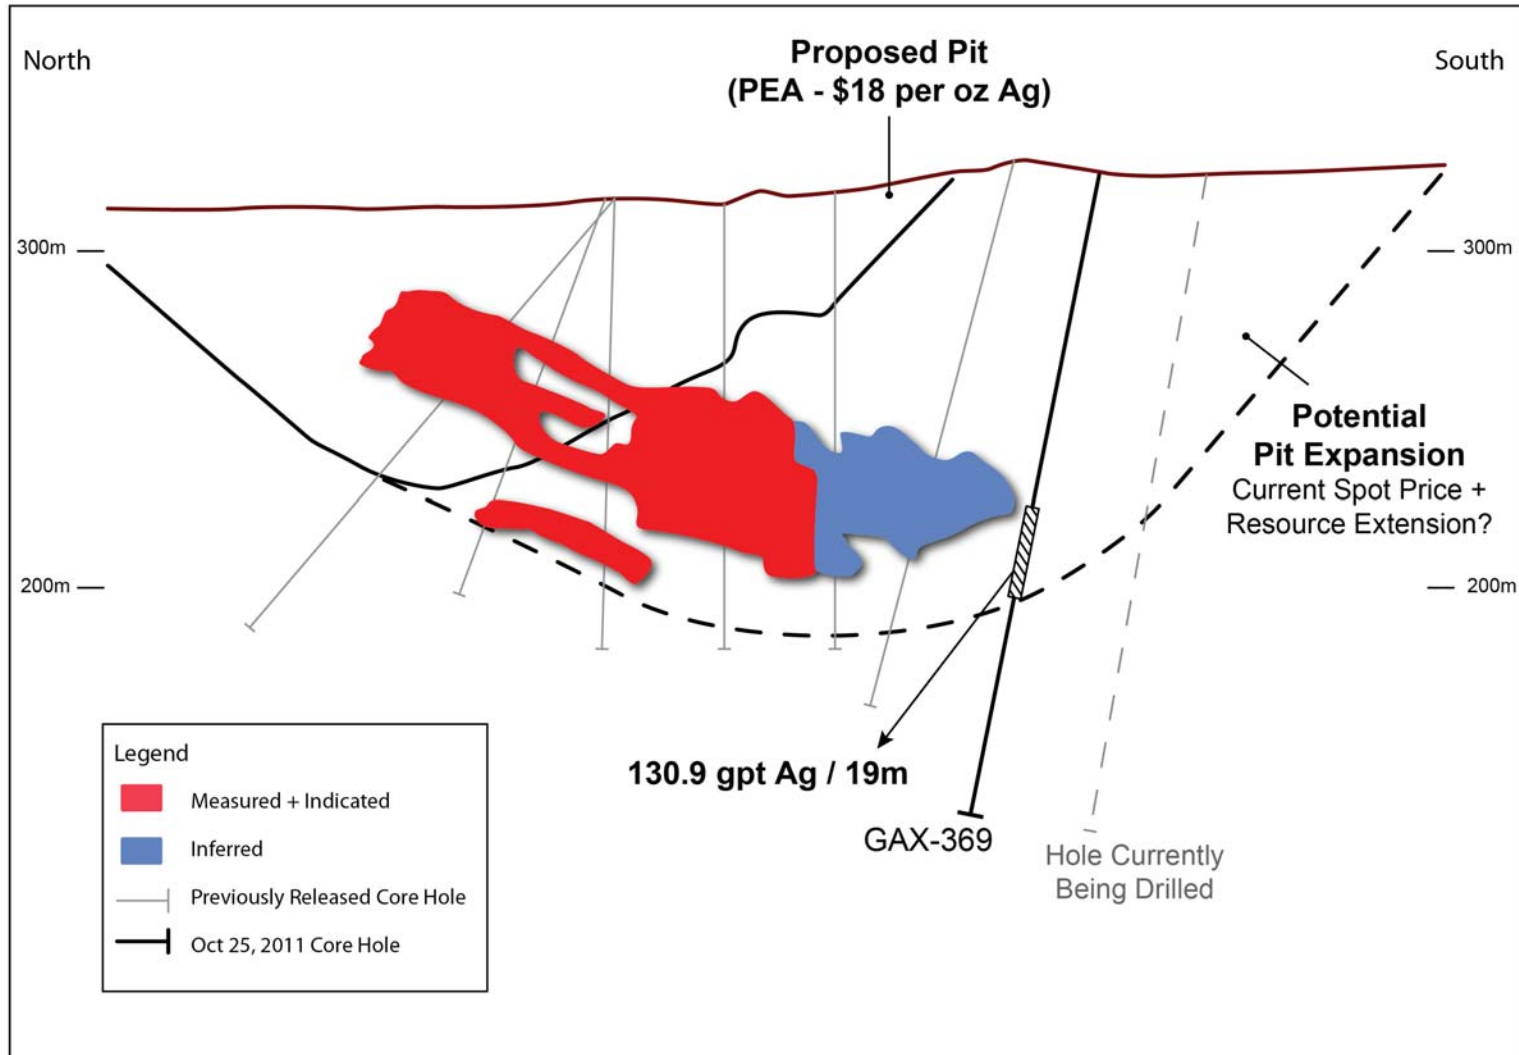 North
Proposed Pit
(PEA - $18 per oz Ag)
South
300m
300m
Potential
Pit Expansion
Current Spot Price +
Resource Extension?
200m
200m
130.9 gpt Ag / 19m
GAX-369
Hole Currently
Being Drilled
Legend
Measured + Indicated
Inferred
Previously Released Core Hole
Oct 25, 2011 Core Hole